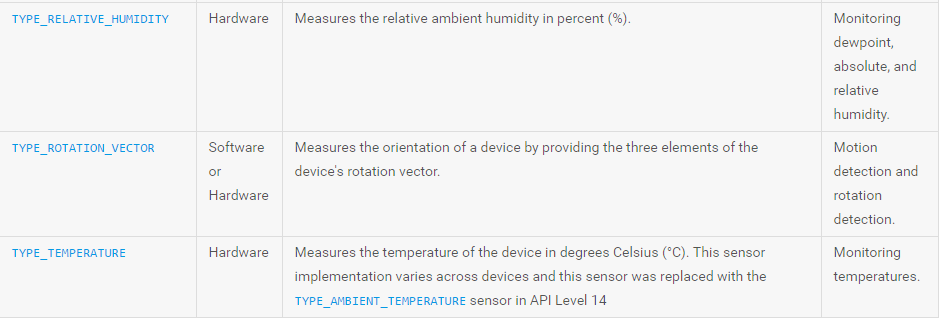 TYPE_RELATIVE_HUMIDITY Hardware Measures the relative ambient humidity in percent (%). Monitoring
dewpoint,
absolute, and
relative
humidity.
TYPE_ROTATION_VECTOR Software Measures the orientation of a device by providing the three elements of the Motion
or device's rotation vector. detection and
Hardware rotation
detection.
TYPE_TEMPERATURE Hardware Measures the temperature of the device in degrees Celsius (°C). This sensor Monitoring
implementation varies across devices and this sensor was replaced with the temperatures.
TYPE_AMBIENT_TEMPERATURE sensor in API Level 14